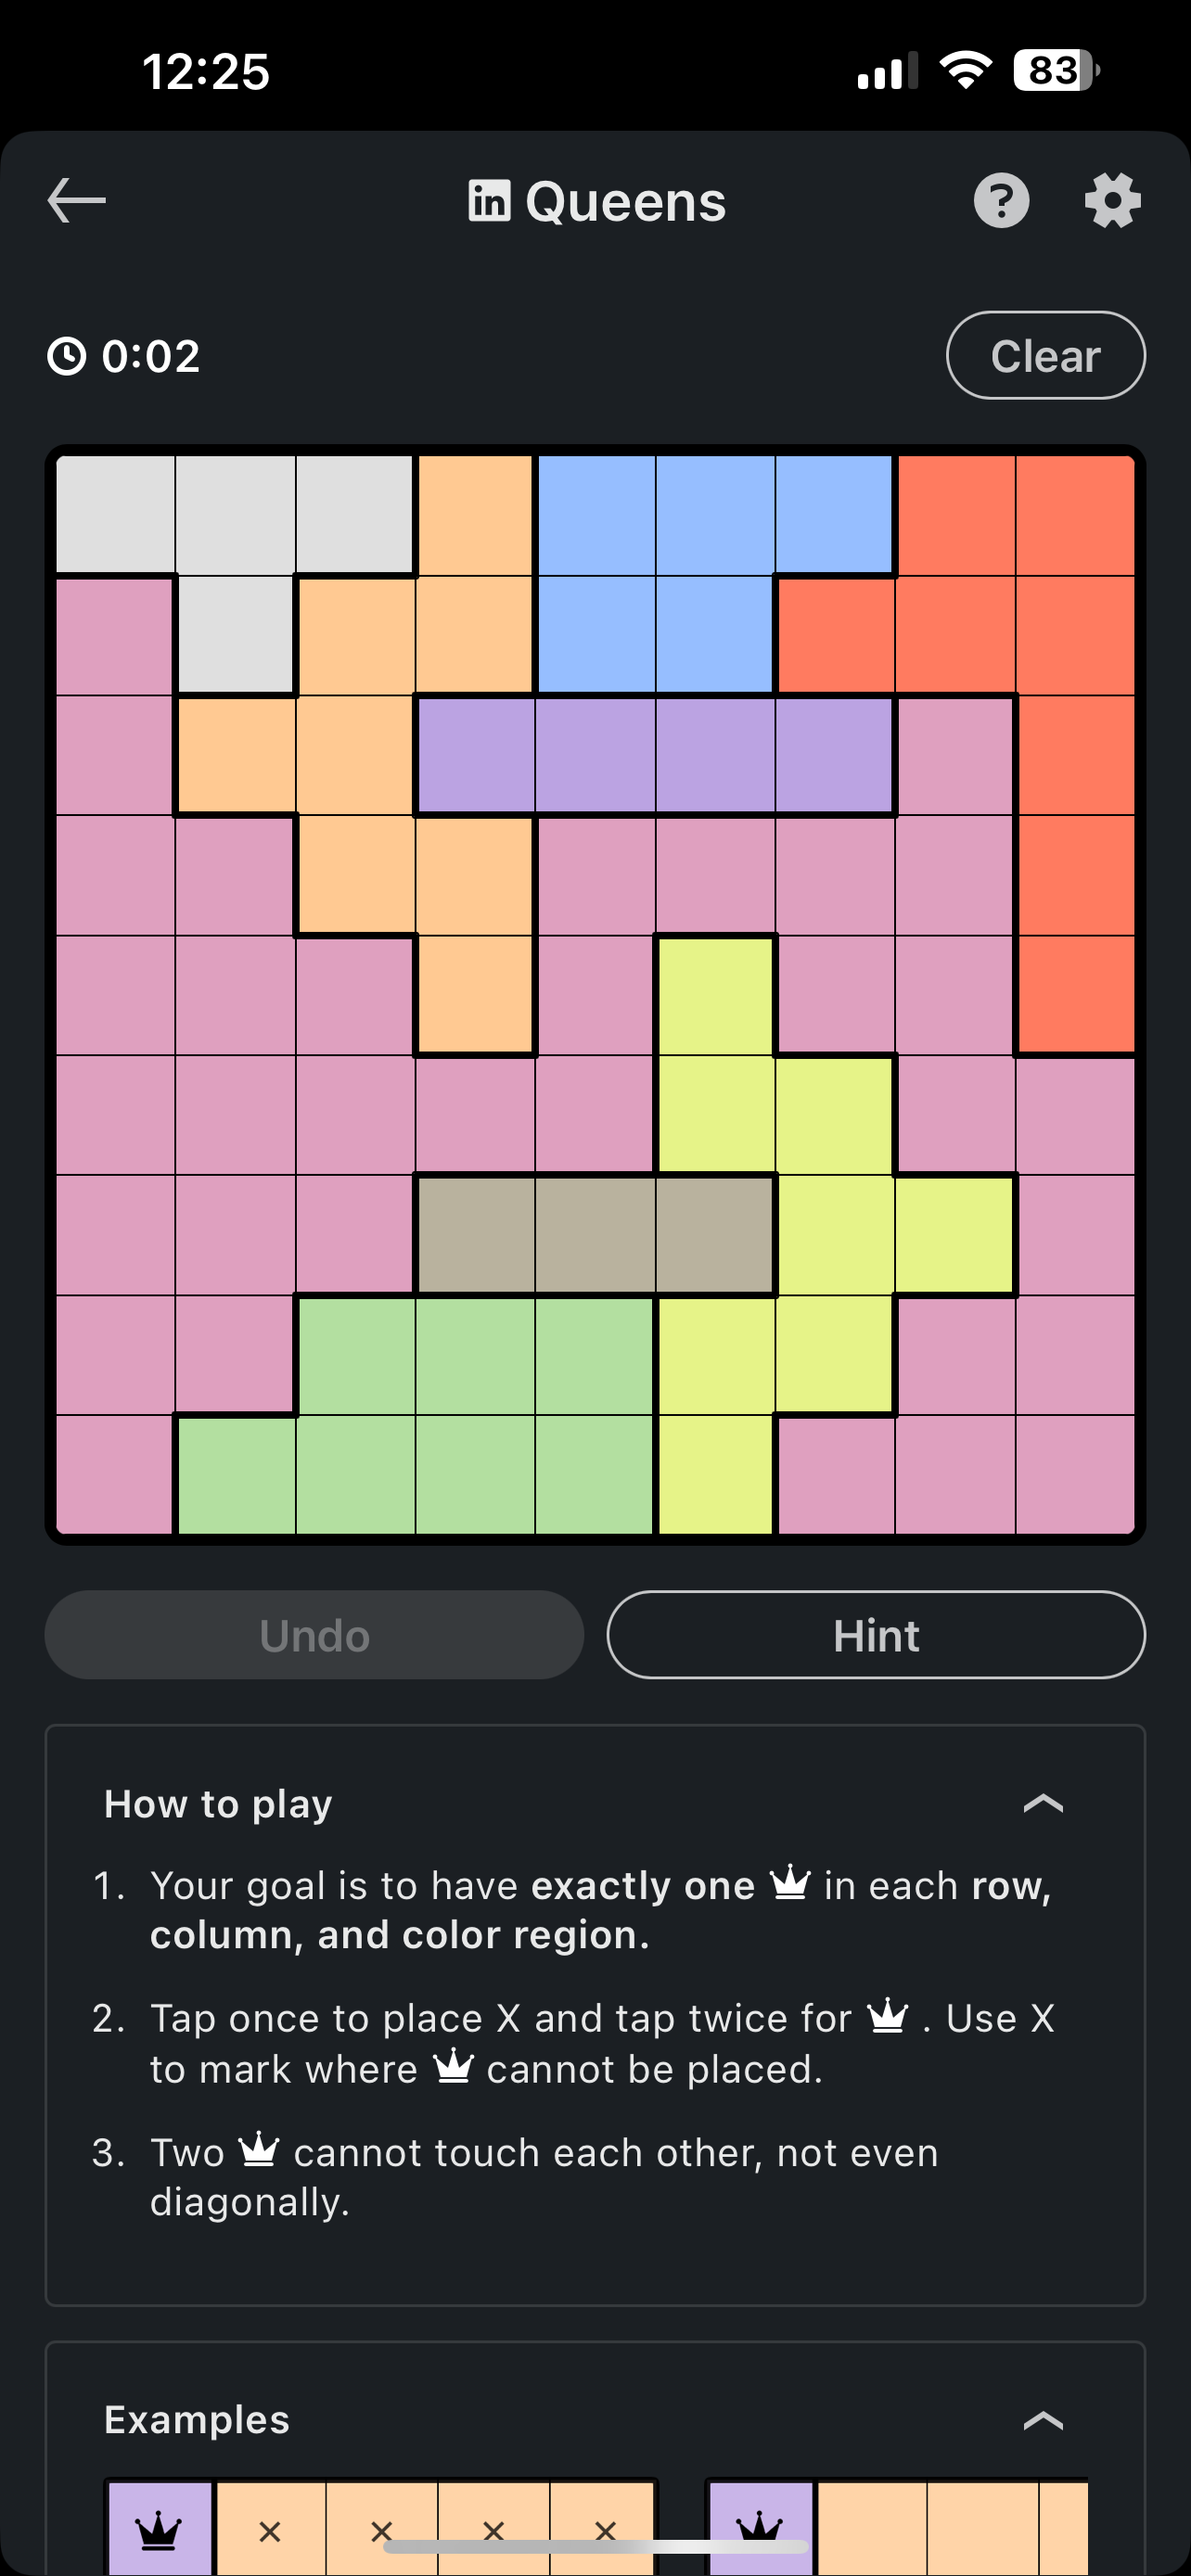 12:25
83
in Queens
?
0:02
Clear
Undo
Hint
How to play
1. Your goal is to have exactly one in each row,
column, and color region.
2. Tap once to place X and tap twice for . Use X
to mark where cannot be placed.
3. Two cannot touch each other, not even
diagonally.
Examples